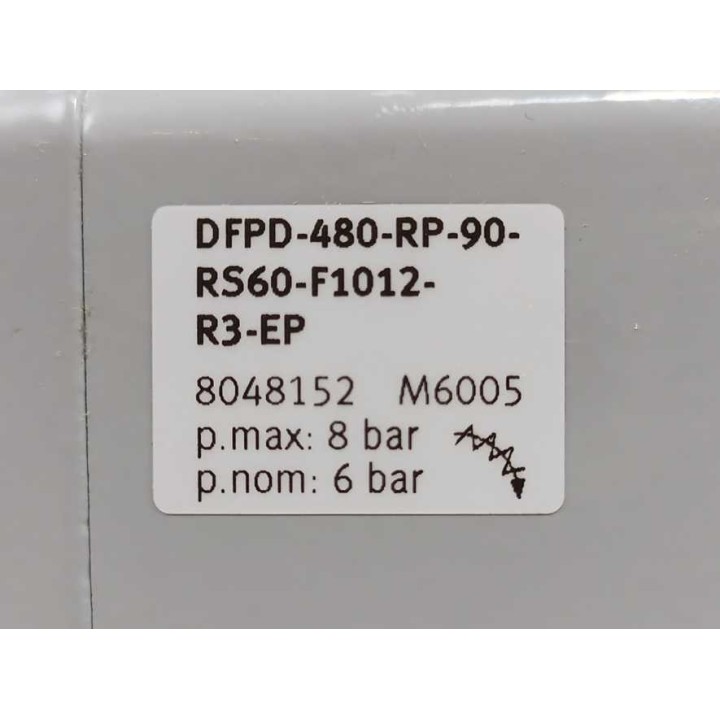 DFPD-480-RP-90-
RS60-F1012-
R3-EP
8048152 M6005
p.max: 8 bar
p.nom: 6 bar